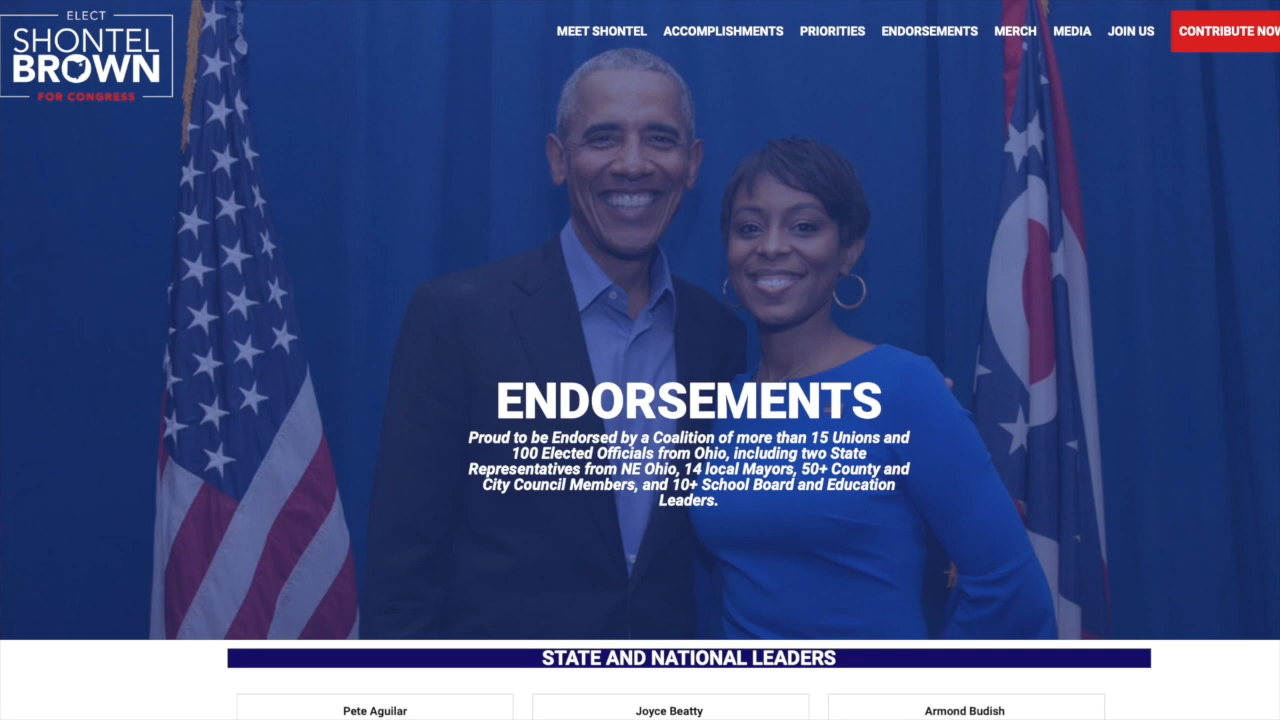 ELECT
SHONTEL
BROWN
FOR CONGRESS
MEET SHONTEL ACCOMPLISHMENTS PRIORITIES ENDORSEMENTS MERCH MEDIA JOIN US CONTRIBUTE NOW
ENDORSEMENTS
Proud to be Endorsed by a Coalition of more than 15 Unions and
100 Elected Officials from Ohio, including two State
Representatives from NE Ohio, 14 local Mayors, 50+ County and
City Council Members, and 10+ School Board and Education
Leaders.
STATE AND NATIONAL LEADERS
Pete Aguilar Joyce Beatty Armond Budish